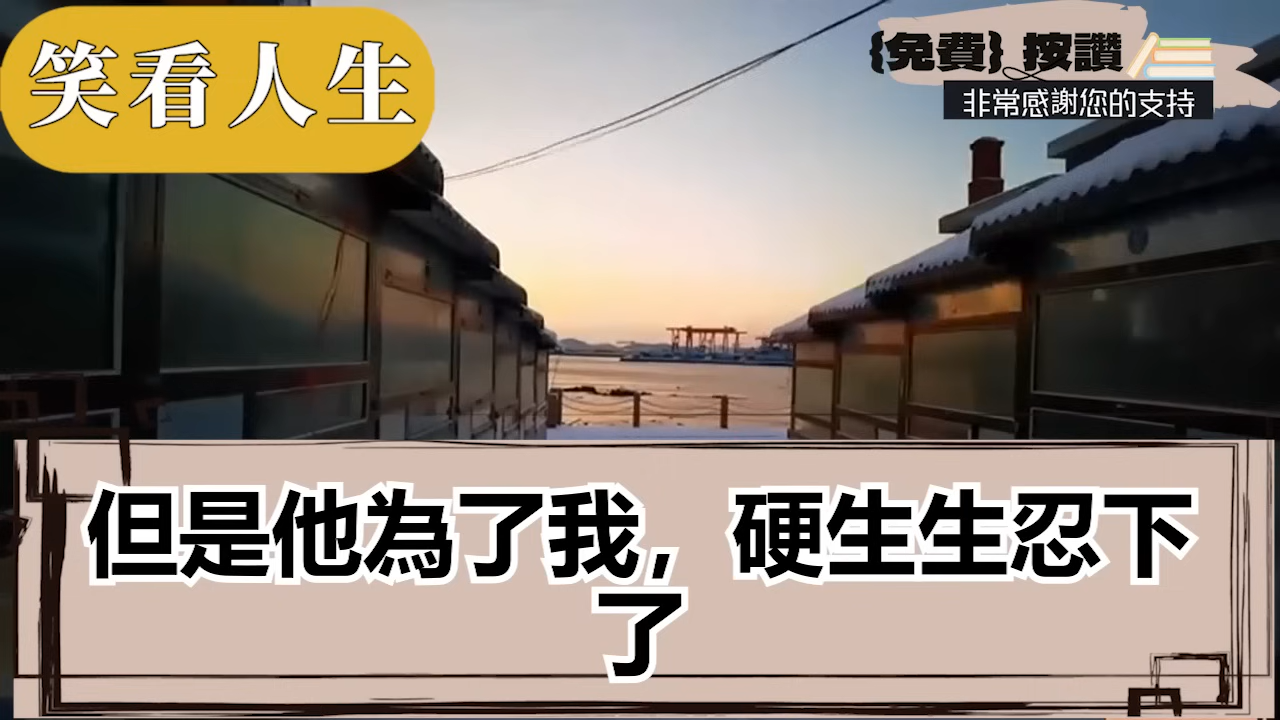 笑看人生
{免費} 按讚
非常感謝您的支持
但是他為了我，硬生生忍下
了